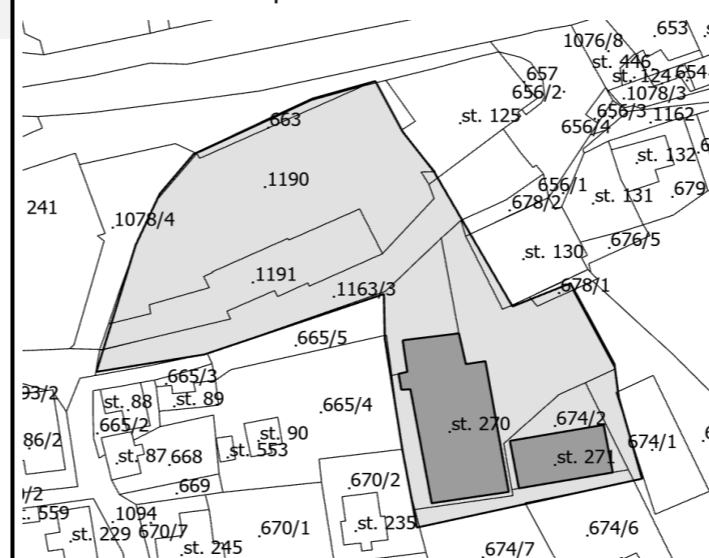 653
1076/8
st. 446
657
st. 124
654
656/2
1078/3
663
st. 125
656/3
1162
656/4
st. 132
1190
656/1
st. 131
679
241
678/2
1078/4
676/5
st. 130
1191
1163/3
678/1
665/5
665/3
93/2
st. 88
st. 89
665/4
665/2
st. 270
674/2
86/2
st. 90
674/1
st. 87
668
st. 553
st. 271
669
670/2
559
1094
st. 229
670/7
670/1
st. 235
674/6
st. 245
674/7